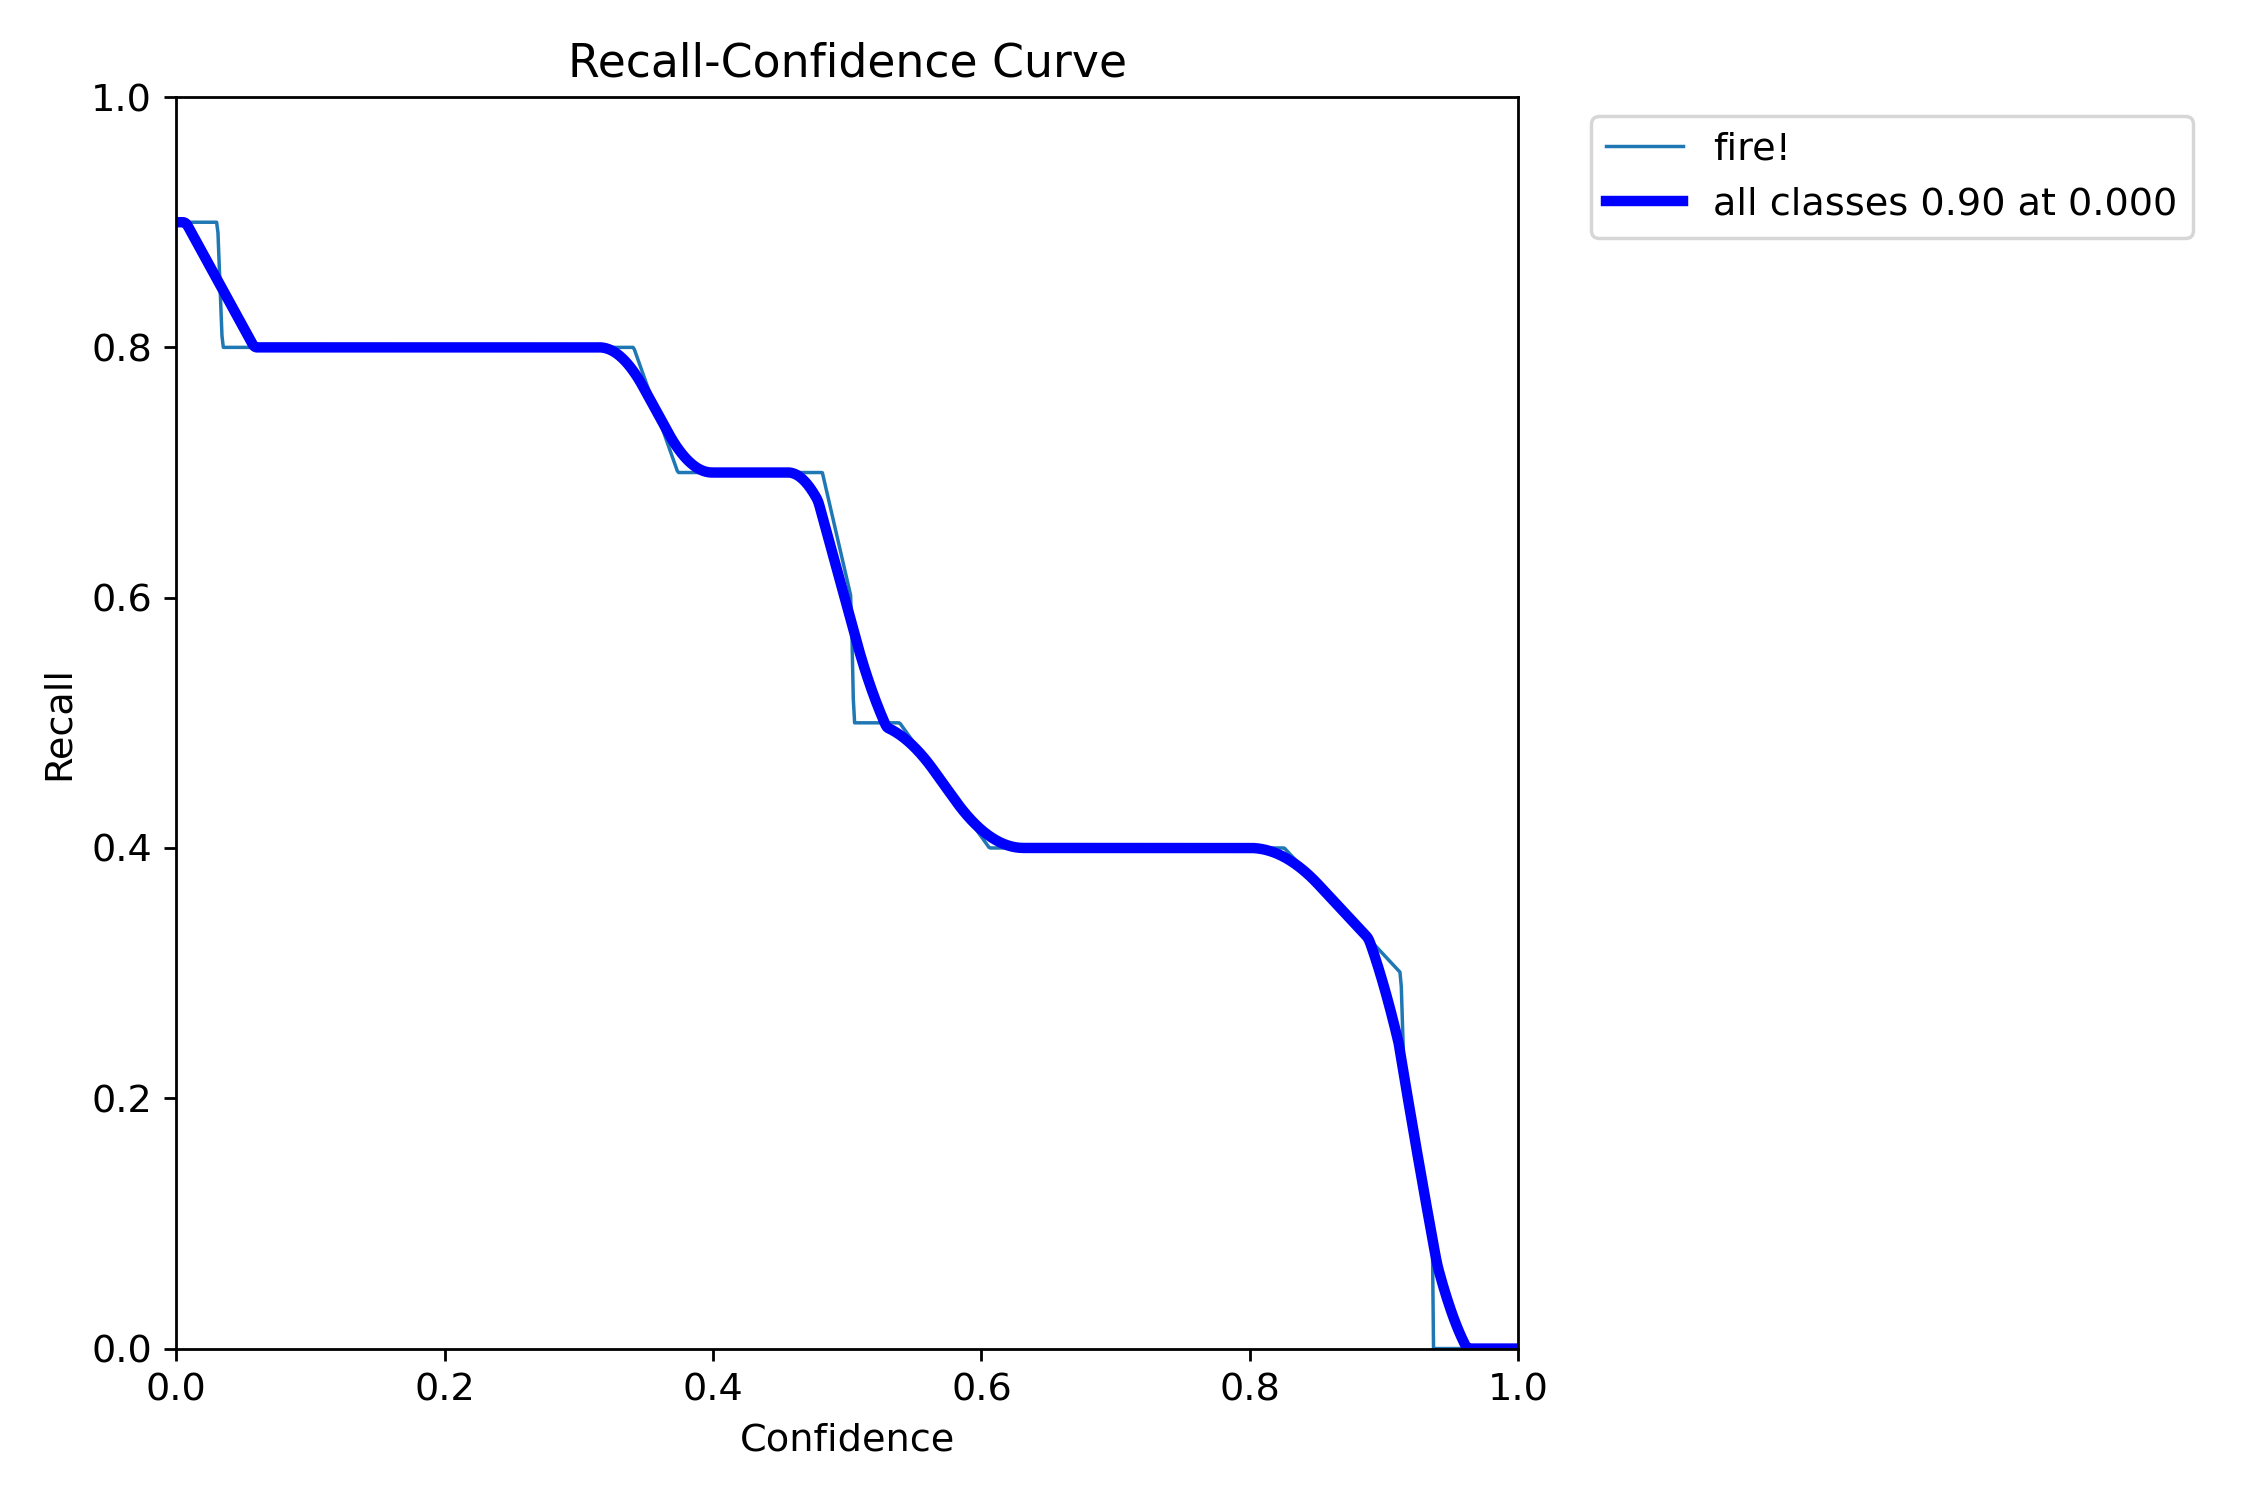 Recall-Confidence Curve
1.0
0.8
0.6
0.4
0.2
0.0
Recall
0.0 0.2 0.4 0.6 0.8 1.0
Confidence
fire!
all classes 0.90 at 0.000